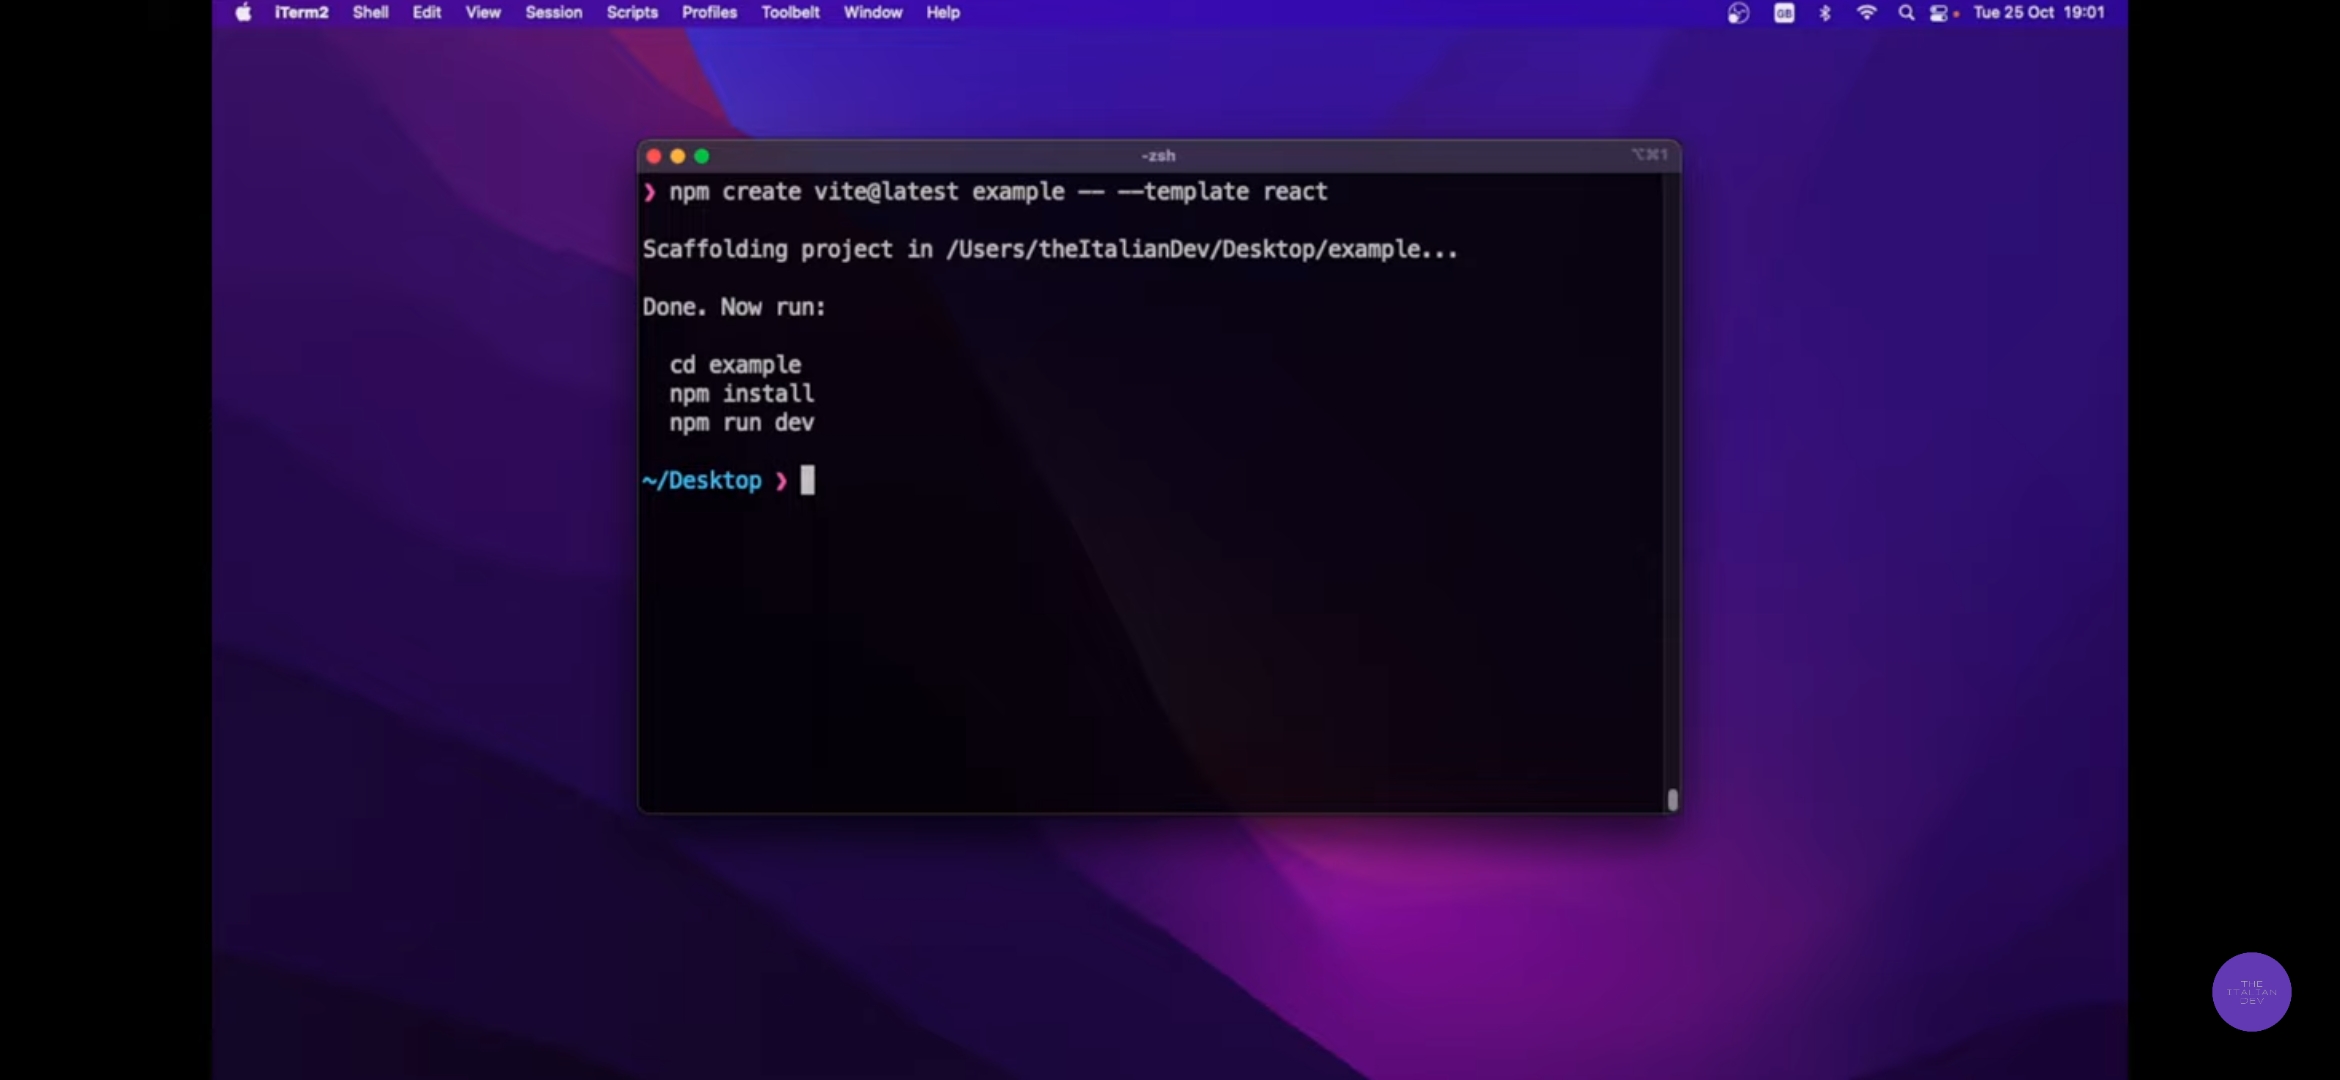 iTerm2 Shell Edit View Session Scripts Profiles Toolbelt Window Help GB Tue 25 Oct 19:01
-zsh ⌥⌘1
❯ npm create vite@latest example -- --template react
Scaffolding project in /Users/theItalianDev/Desktop/example...
Done. Now run:
cd example
npm install
npm run dev
~/Desktop ❯
THE
ITALIAN
DEV